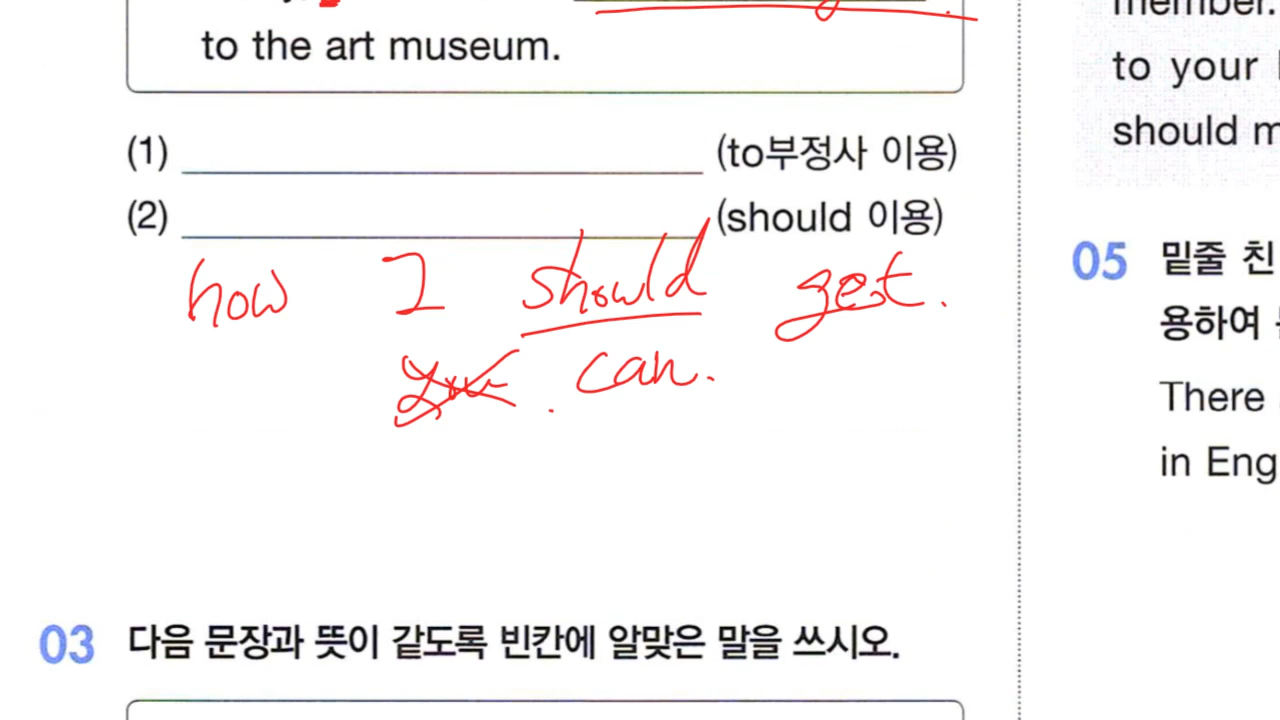 to the art museum.
(1) ____ (to부정사 이용)
(2) ____ (should 이용)
how I should get.
can.
03 다음 문장과 뜻이 같도록 빈칸에 알맞은 말을 쓰시오.
member.
to your
should m
05 밑줄 친
용하여
There
in Eng